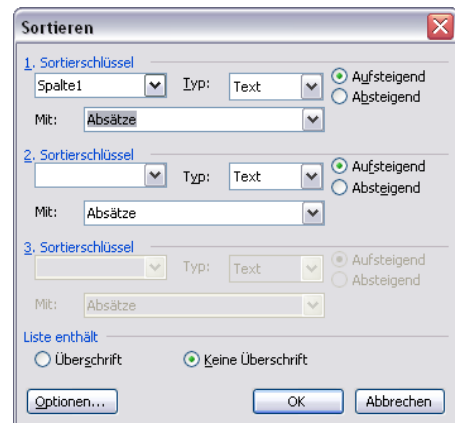 Sortieren
1. Sortierschlüssel
Spalte1 Typ: Text Aufsteigend
Absteigend
Mit: Absätze
2. Sortierschlüssel
Typ: Text Aufsteigend
Absteigend
Mit: Absätze
3. Sortierschlüssel
Typ: Text Aufsteigend
Absteigend
Mit: Absätze
Liste enthält
Überschrift Keine Überschrift
Optionen... OK Abbrechen